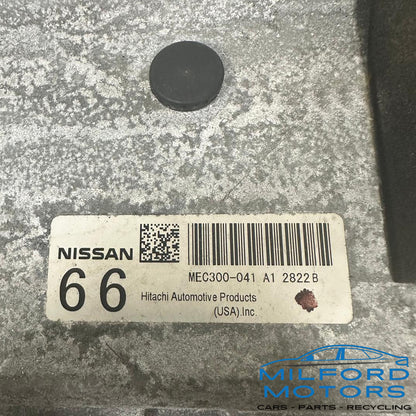 NISSAN
66
MEC300-041 A1 2822B
Hitachi Automotive Products
(USA).Inc.
MILFORD
MOTORS
CARS - PARTS - RECYCLING